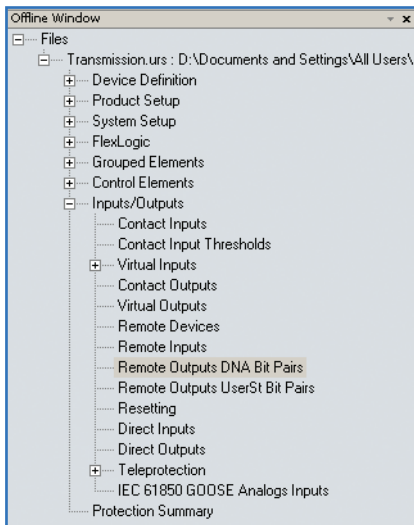 Offline Window
Files
Transmission.urs : D:\Documents and Settings\All Users\
Device Definition
Product Setup
System Setup
FlexLogic
Grouped Elements
Control Elements
Inputs/Outputs
Contact Inputs
Contact Input Thresholds
Virtual Inputs
Contact Outputs
Virtual Outputs
Remote Devices
Remote Inputs
Remote Outputs DNA Bit Pairs
Remote Outputs UserSt Bit Pairs
Resetting
Direct Inputs
Direct Outputs
Teleprotection
IEC 61850 GOOSE Analogs Inputs
Protection Summary